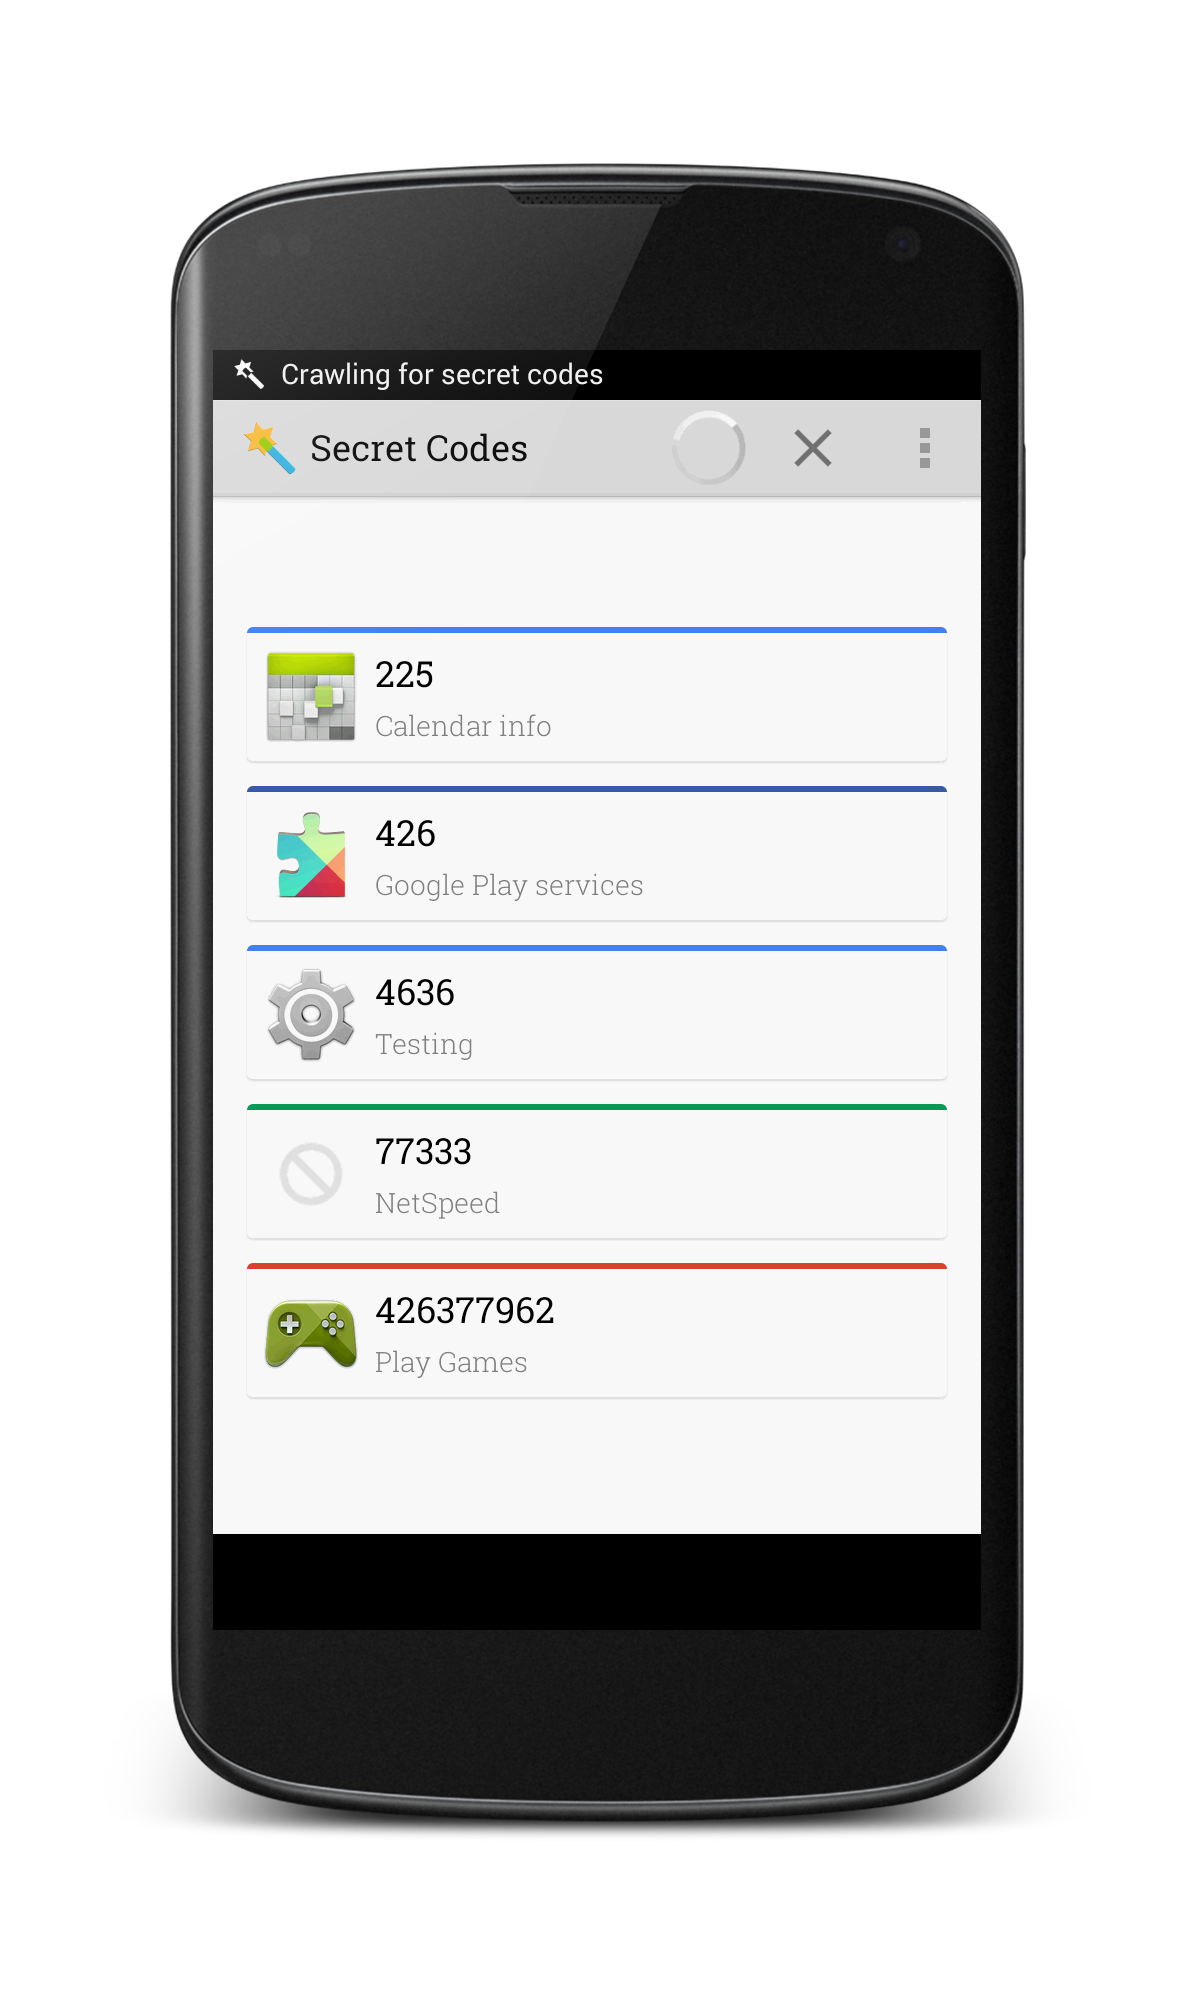 Crawling for secret codes
Secret Codes
225
Calendar info
426
Google Play services
4636
Testing
77333
NetSpeed
426377962
Play Games